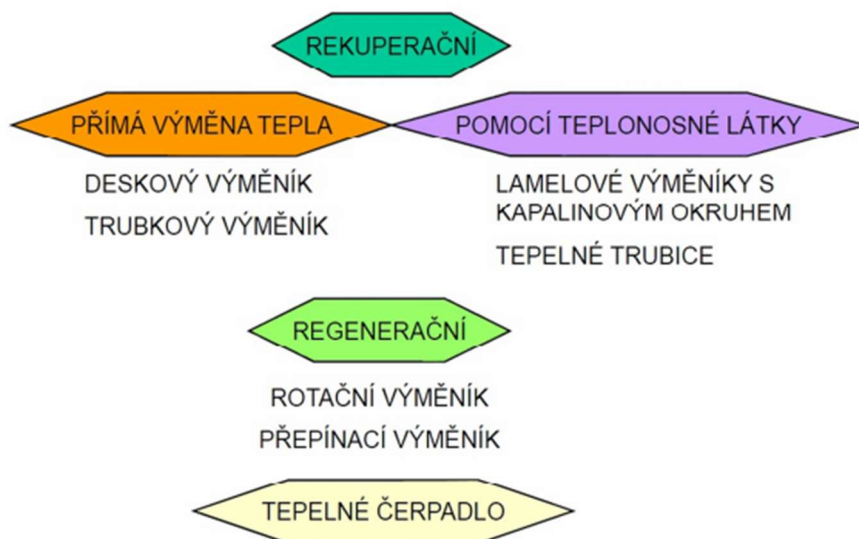 REKUPERAČNÍ
PŘÍMÁ VÝMĚNA TEPLA
POMOCÍ TEPLONOSNÉ LÁTKY
DESKOVÝ VÝMĚNÍK
TRUBKOVÝ VÝMĚNÍK
LAMELOVÉ VÝMĚNÍKY S
KAPALINOVÝM OKRUHEM
TEPELNÉ TRUBICE
REGENERAČNÍ
ROTAČNÍ VÝMĚNÍK
PŘEPÍNACÍ VÝMĚNÍK
TEPELNÉ ČERPADLO